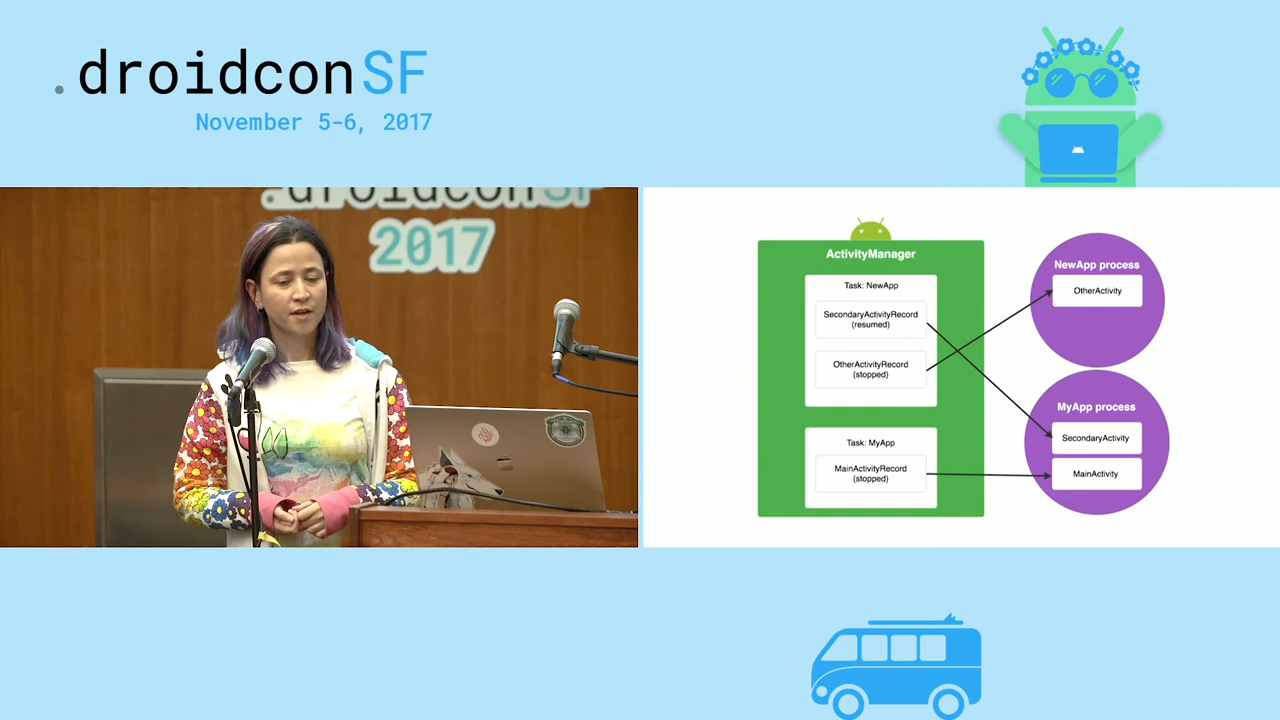 .droidconSF
November 5-6, 2017
.droidconSF
2017
ActivityManager
Task: NewApp
SecondaryActivityRecord
(resumed)
OtherActivityRecord
(stopped)
Task: MyApp
MainActivityRecord
(stopped)
NewApp process
OtherActivity
MyApp process
SecondaryActivity
MainActivity